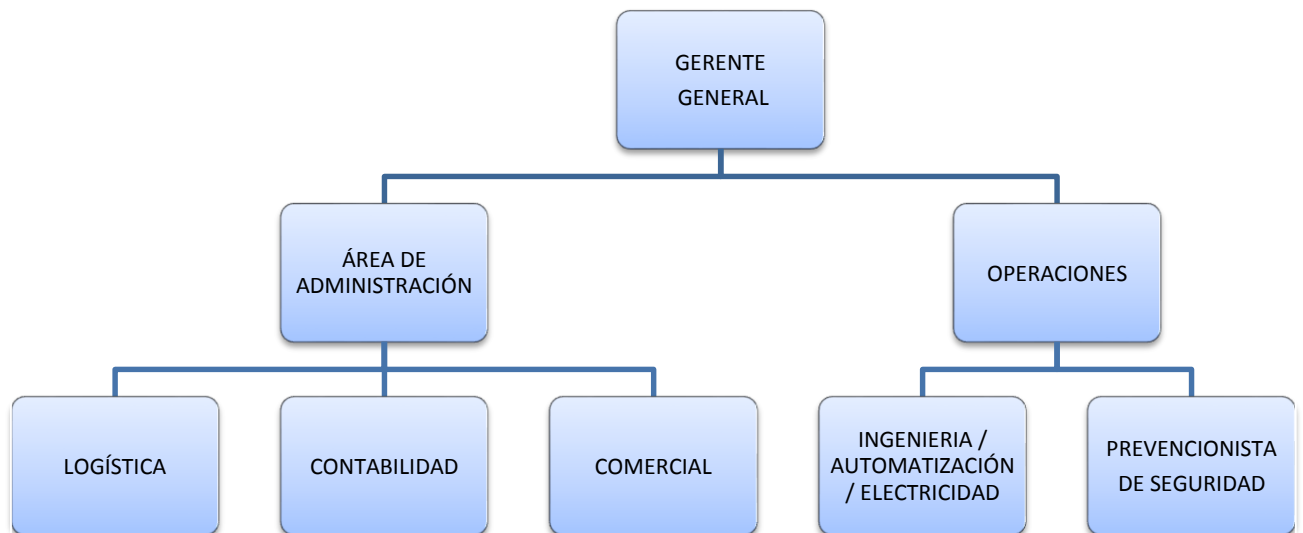 GERENTE
GENERAL
ÁREA DE
ADMINISTRACIÓN
OPERACIONES
LOGÍSTICA
CONTABILIDAD
COMERCIAL
INGENIERIA /
AUTOMATIZACIÓN
/ ELECTRICIDAD
PREVENCIONISTA
DE SEGURIDAD